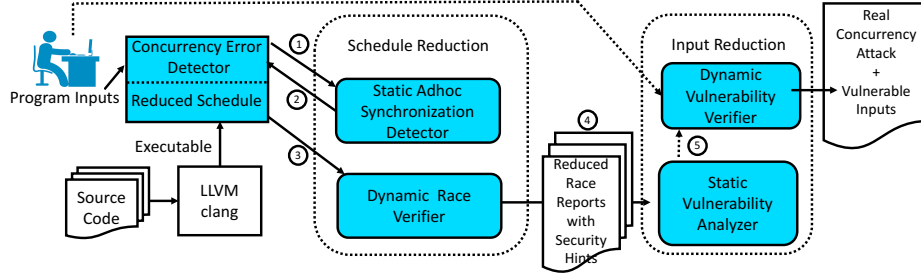 Program Inputs
Concurrency Error
Detector
Reduced Schedule
Executable
Source
Code
LLVM
clang
1
2
3
Schedule Reduction
Static Adhoc
Synchronization
Detector
Dynamic Race
Verifier
4
Reduced
Race
Reports
with
Security
Hints
Input Reduction
Dynamic
Vulnerability
Verifier
5
Static
Vulnerability
Analyzer
Real
Concurrency
Attack
+
Vulnerable
Inputs